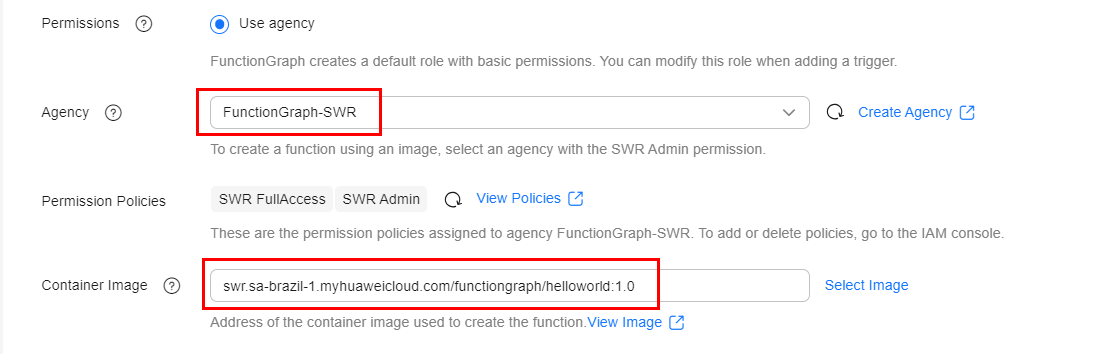 Permissions ? Use agency
FunctionGraph creates a default role with basic permissions. You can modify this role when adding a trigger.
Agency ? FunctionGraph-SWR Create Agency
To create a function using an image, select an agency with the SWR Admin permission.
Permission Policies SWR FullAccess SWR Admin View Policies
These are the permission policies assigned to agency FunctionGraph-SWR. To add or delete policies, go to the IAM console.
Container Image ? swr.sa-brazil-1.myhuaweicloud.com/functiongraph/helloworld:1.0 Select Image
Address of the container image used to create the function.View Image